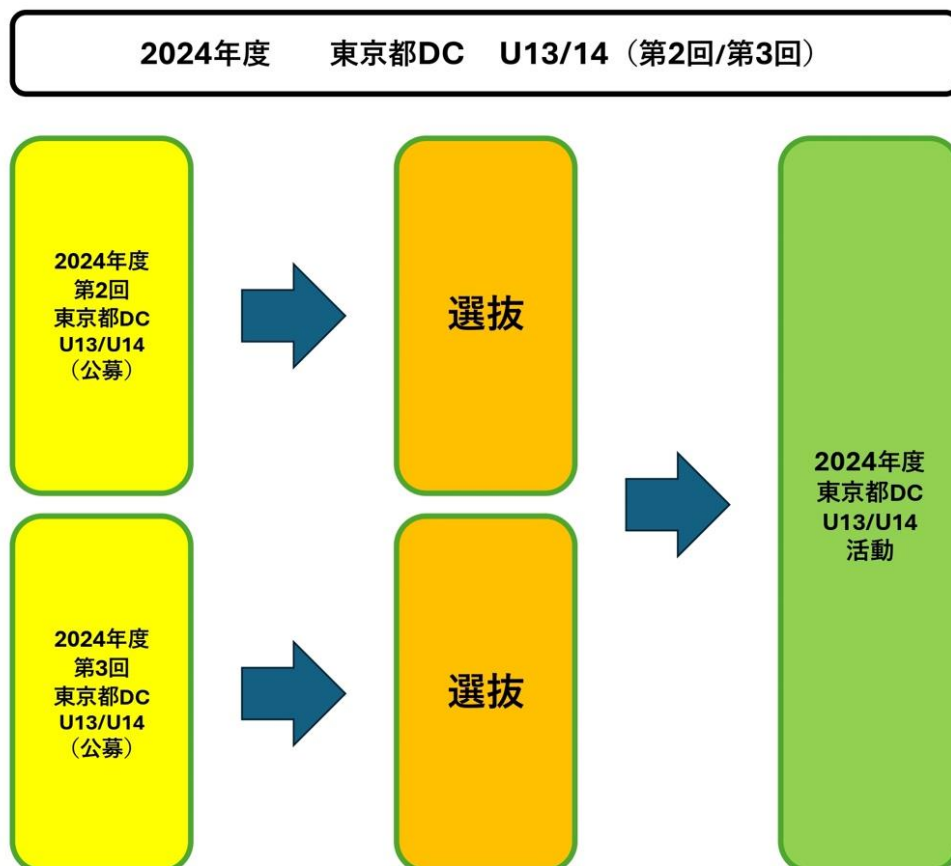 2024年度　　東京都DC　U13/14（第2回/第3回）
2024年度
第2回
東京都DC
U13/U14
（公募）
選抜
2024年度
第3回
東京都DC
U13/U14
（公募）
選抜
2024年度
東京都DC
U13/U14
活動